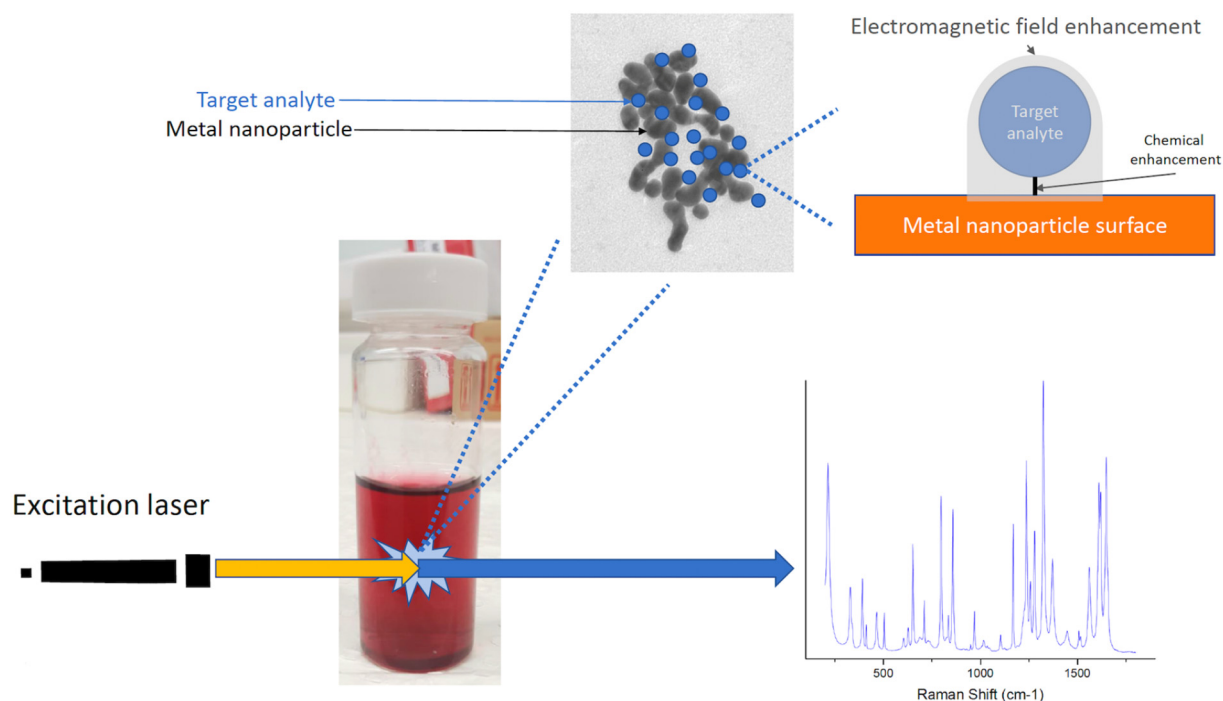 Electromagnetic field enhancement
Target analyte
Metal nanoparticle
Target
analyte
Chemical
enhancement
Metal nanoparticle surface
Excitation laser
500
1000
1500
Raman Shift (cm-1)